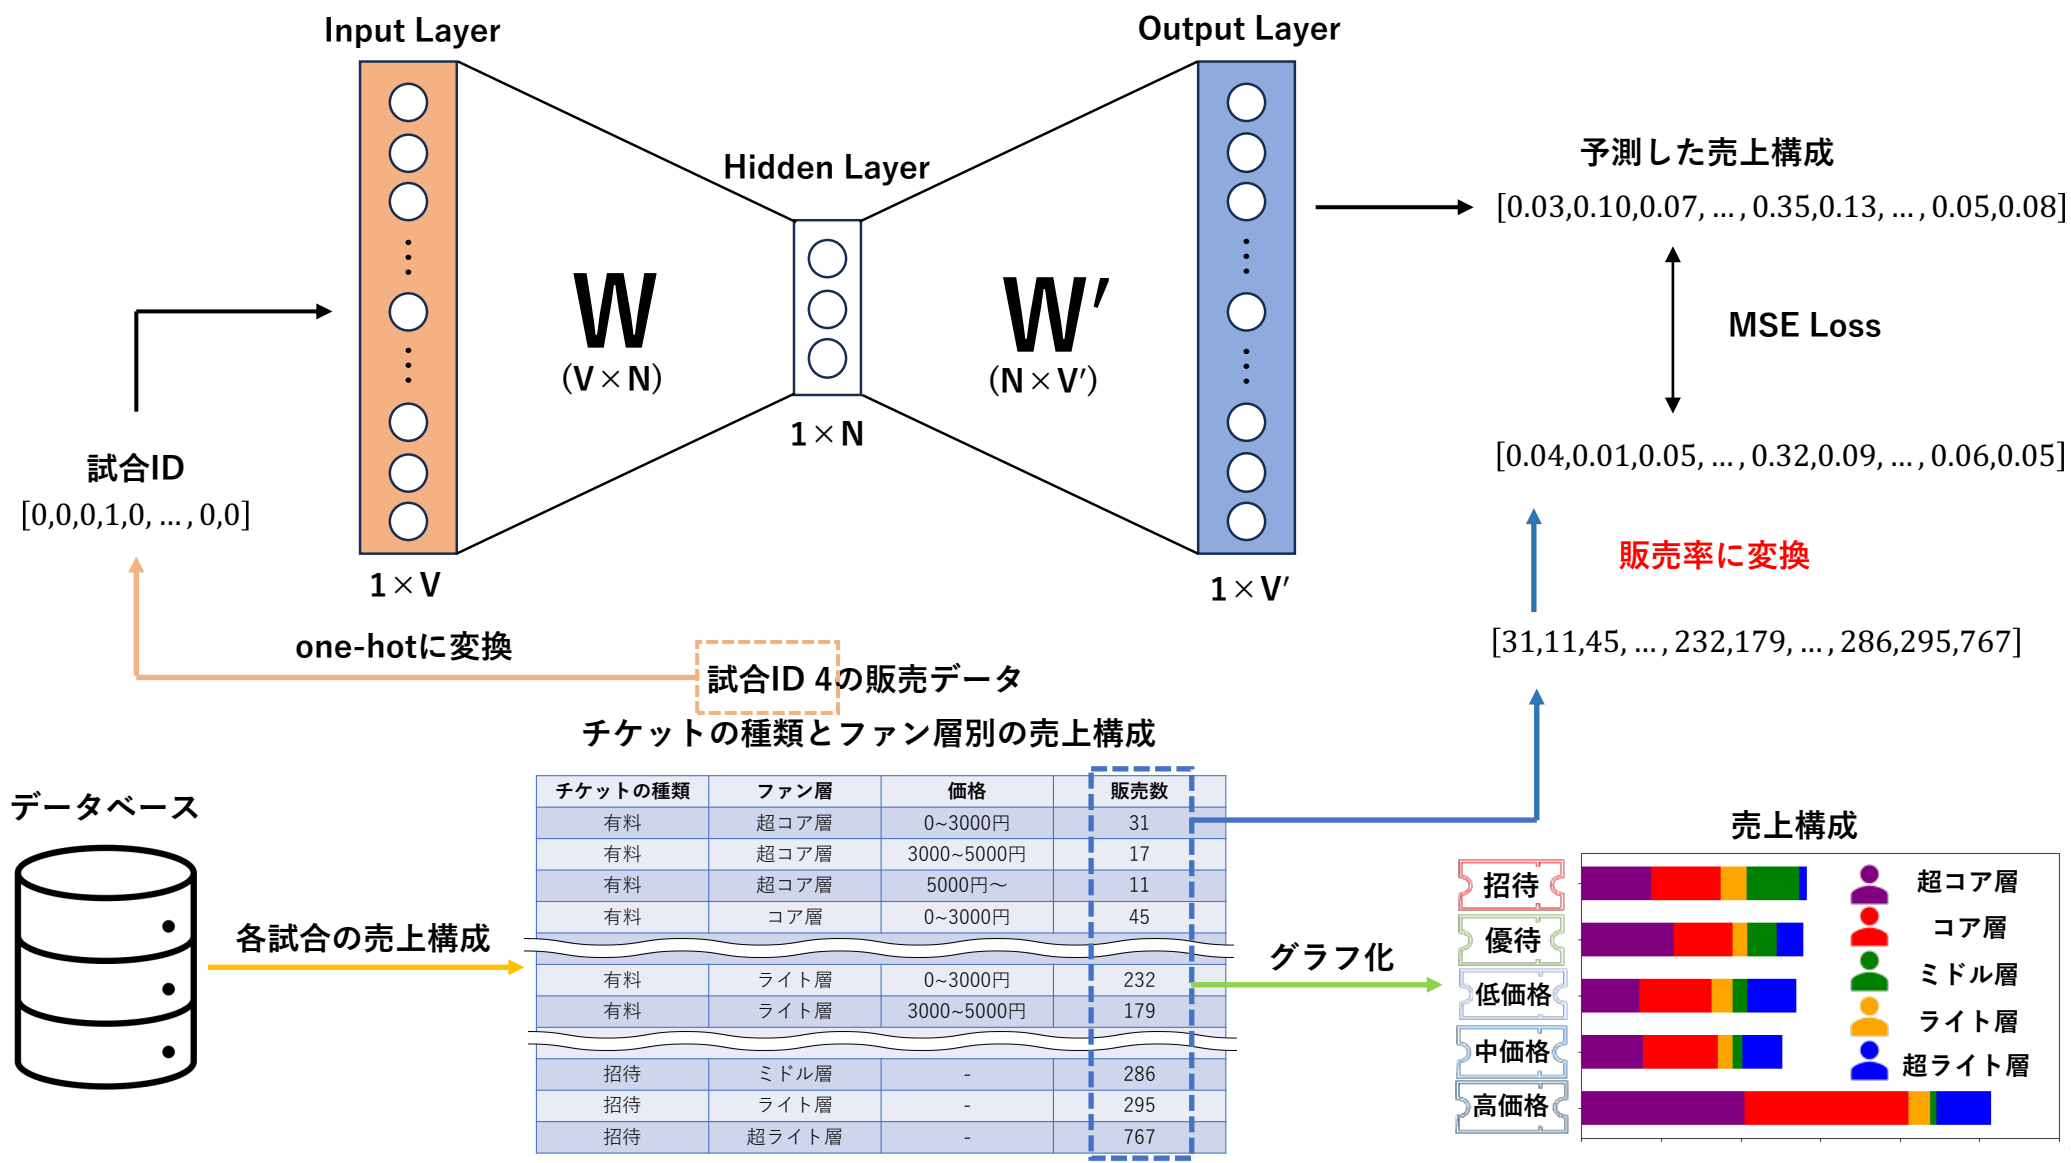 Input Layer
Output Layer
Hidden Layer
W
(V×N)
W′
(N×V′)
1×N
1×V
1×V′
予測した売上構成
[0.03,0.10,0.07, … , 0.35,0.13, … , 0.05,0.08]
MSE Loss
[0.04,0.01,0.05, … , 0.32,0.09, … , 0.06,0.05]
販売率に変換
[31,11,45, … , 232,179, … , 286,295,767]
試合ID
[0,0,0,1,0, … , 0,0]
one-hotに変換
試合ID 4の販売データ
チケットの種類とファン層別の売上構成
データベース
各試合の売上構成
チケットの種類 ファン層 価格 販売数
有料 超コア層 0~3000円 31
有料 超コア層 3000~5000円 17
有料 超コア層 5000円～ 11
有料 コア層 0~3000円 45
有料 ライト層 0~3000円 232
有料 ライト層 3000~5000円 179
招待 ミドル層 - 286
招待 ライト層 - 295
招待 超ライト層 - 767
グラフ化
売上構成
招待
優待
低価格
中価格
高価格
超コア層
コア層
ミドル層
ライト層
超ライト層